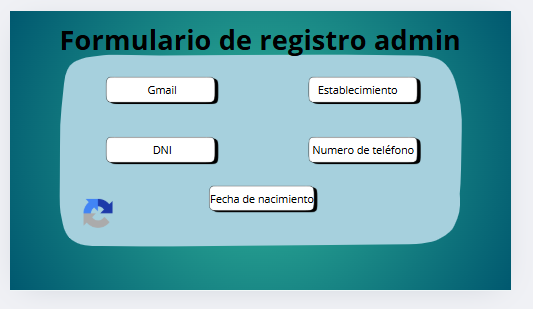 Formulario de registro admin
Gmail
Establecimiento
DNI
Numero de teléfono
Fecha de nacimiento